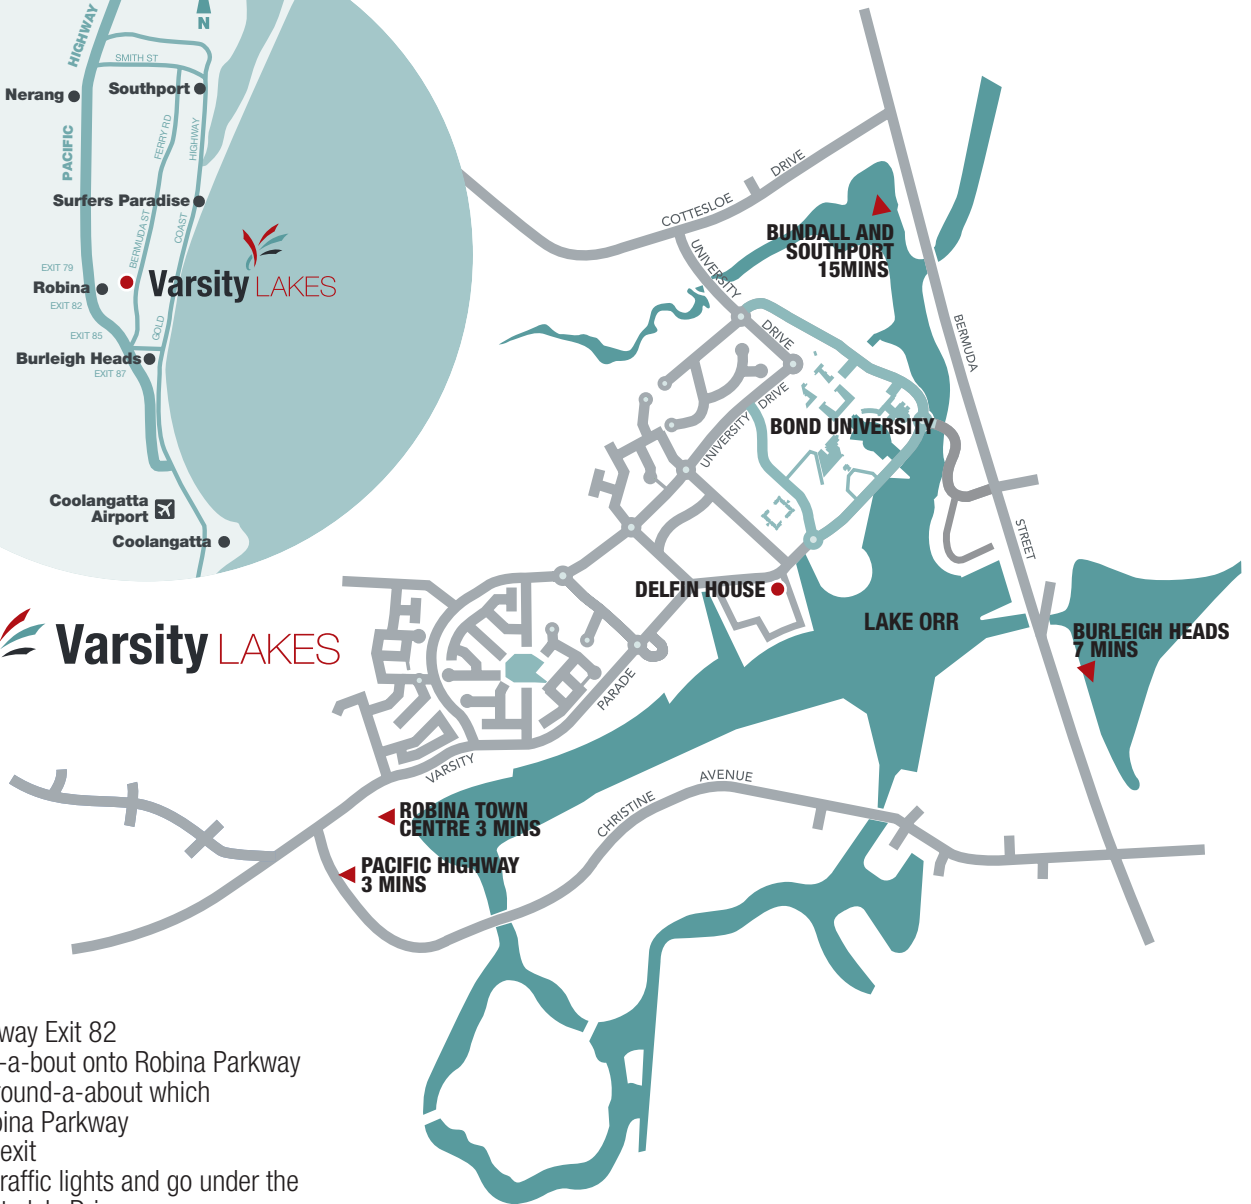 HIGHWAY
N
SMITH ST
Nerang
Southport
PACIFIC
FERRY RD
HIGHWAY
Surfers Paradise
BERMUDA ST
COAST
EXIT 79
Robina
EXIT 82
Varsity LAKES
GOLD
EXIT 85
Burleigh Heads
EXIT 87
Coolangatta
Airport
Coolangatta
Varsity LAKES
COTTESLOE
DRIVE
UNIVERSITY
DRIVE
BUNDALL AND
SOUTHPORT
15MINS
BERMUDA
STREET
UNIVERSITY
DRIVE
BOND UNIVERSITY
DELFIN HOUSE
LAKE ORR
BURLEIGH HEADS
7 MINS
PARADE
VARSITY
CHRISTINE
AVENUE
ROBINA TOWN
CENTRE 3 MINS
PACIFIC HIGHWAY
3 MINS
way Exit 82
-a-bout onto Robina Parkway
round-a-about which
bina Parkway
exit
traffic lights and go under the